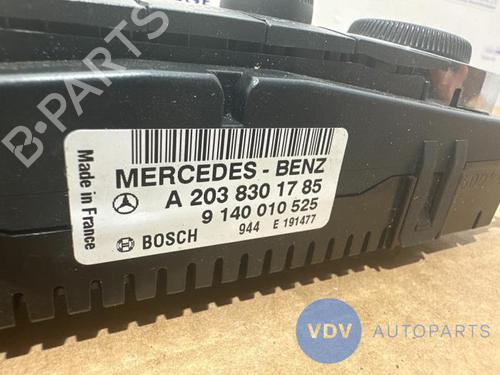 MERCEDES - BENZ
A 203 830 17 85
9 140 010 525
BOSCH 944 E 191477
Made in France
B-PARTS
VDV AUTOPARTS